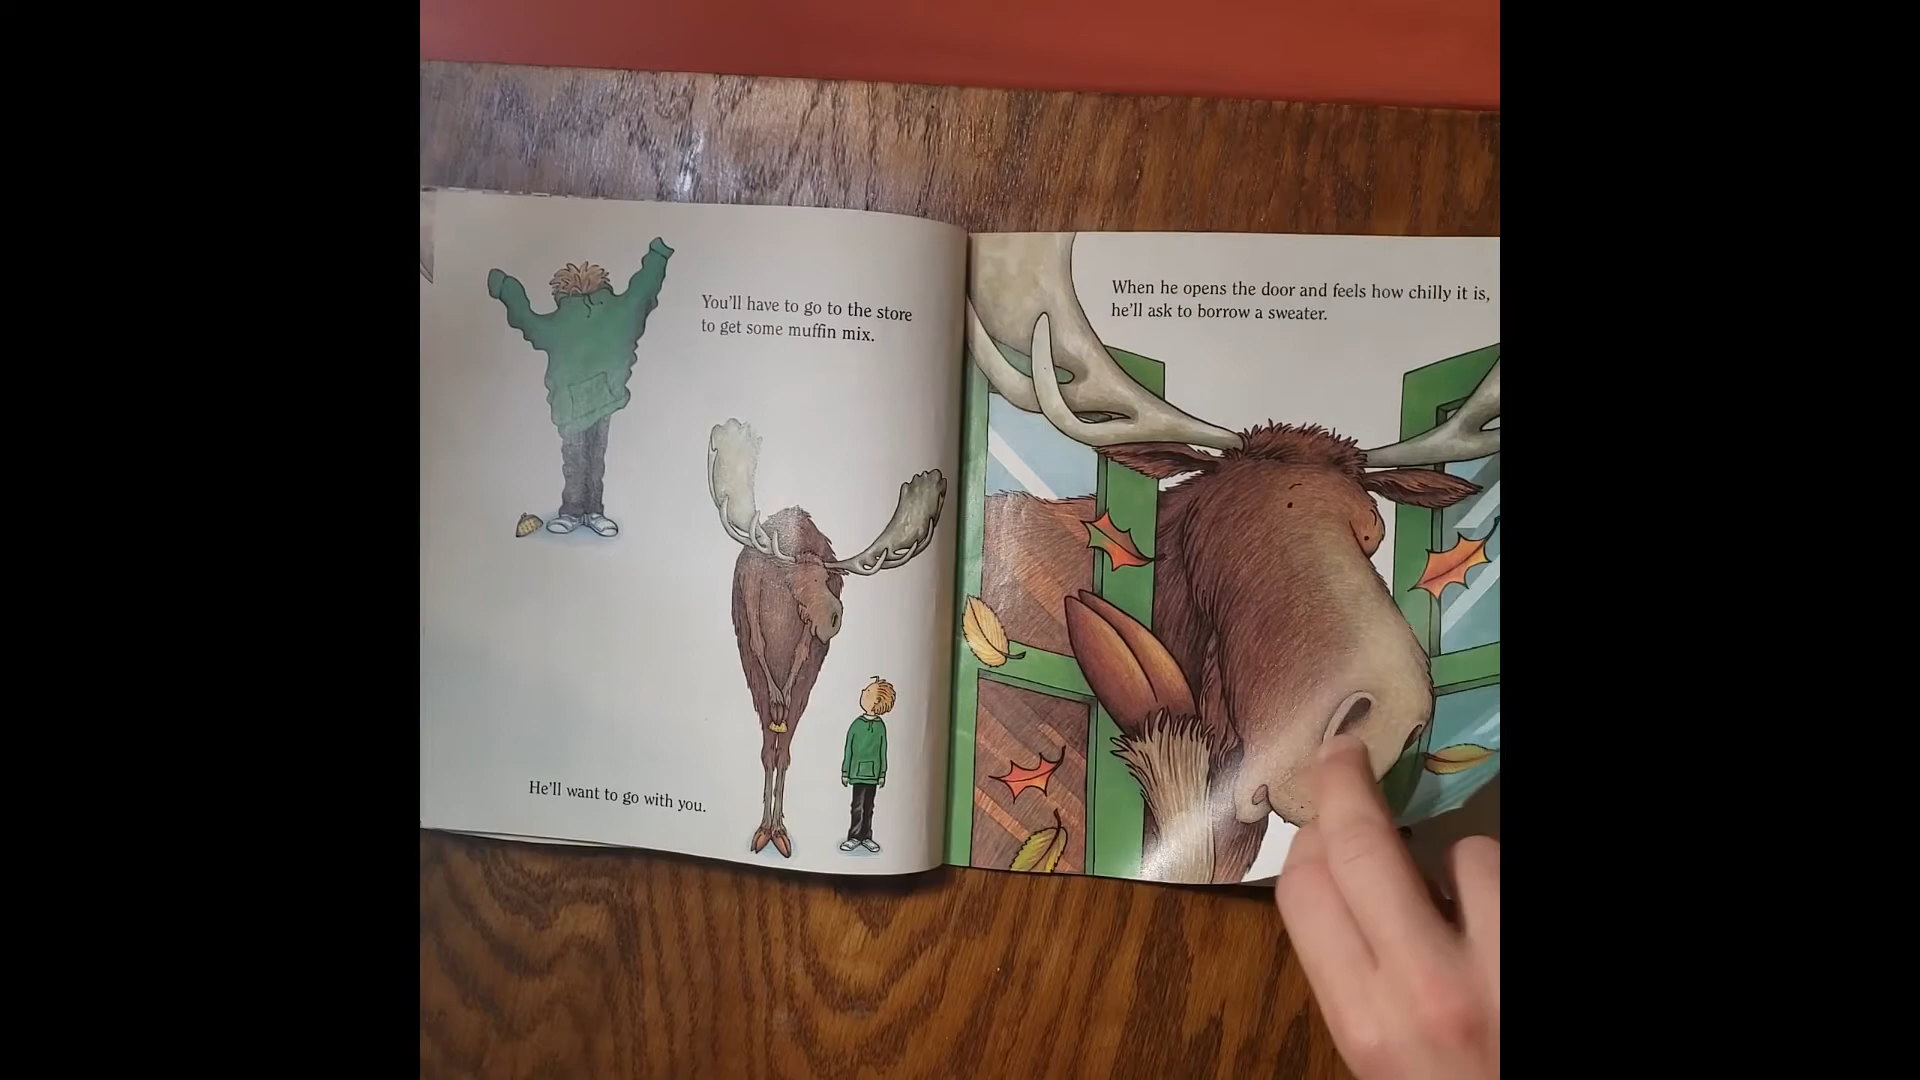 You'll have to go to the store
to get some muffin mix.
He'll want to go with you.
When he opens the door and feels how chilly it is,
he'll ask to borrow a sweater.